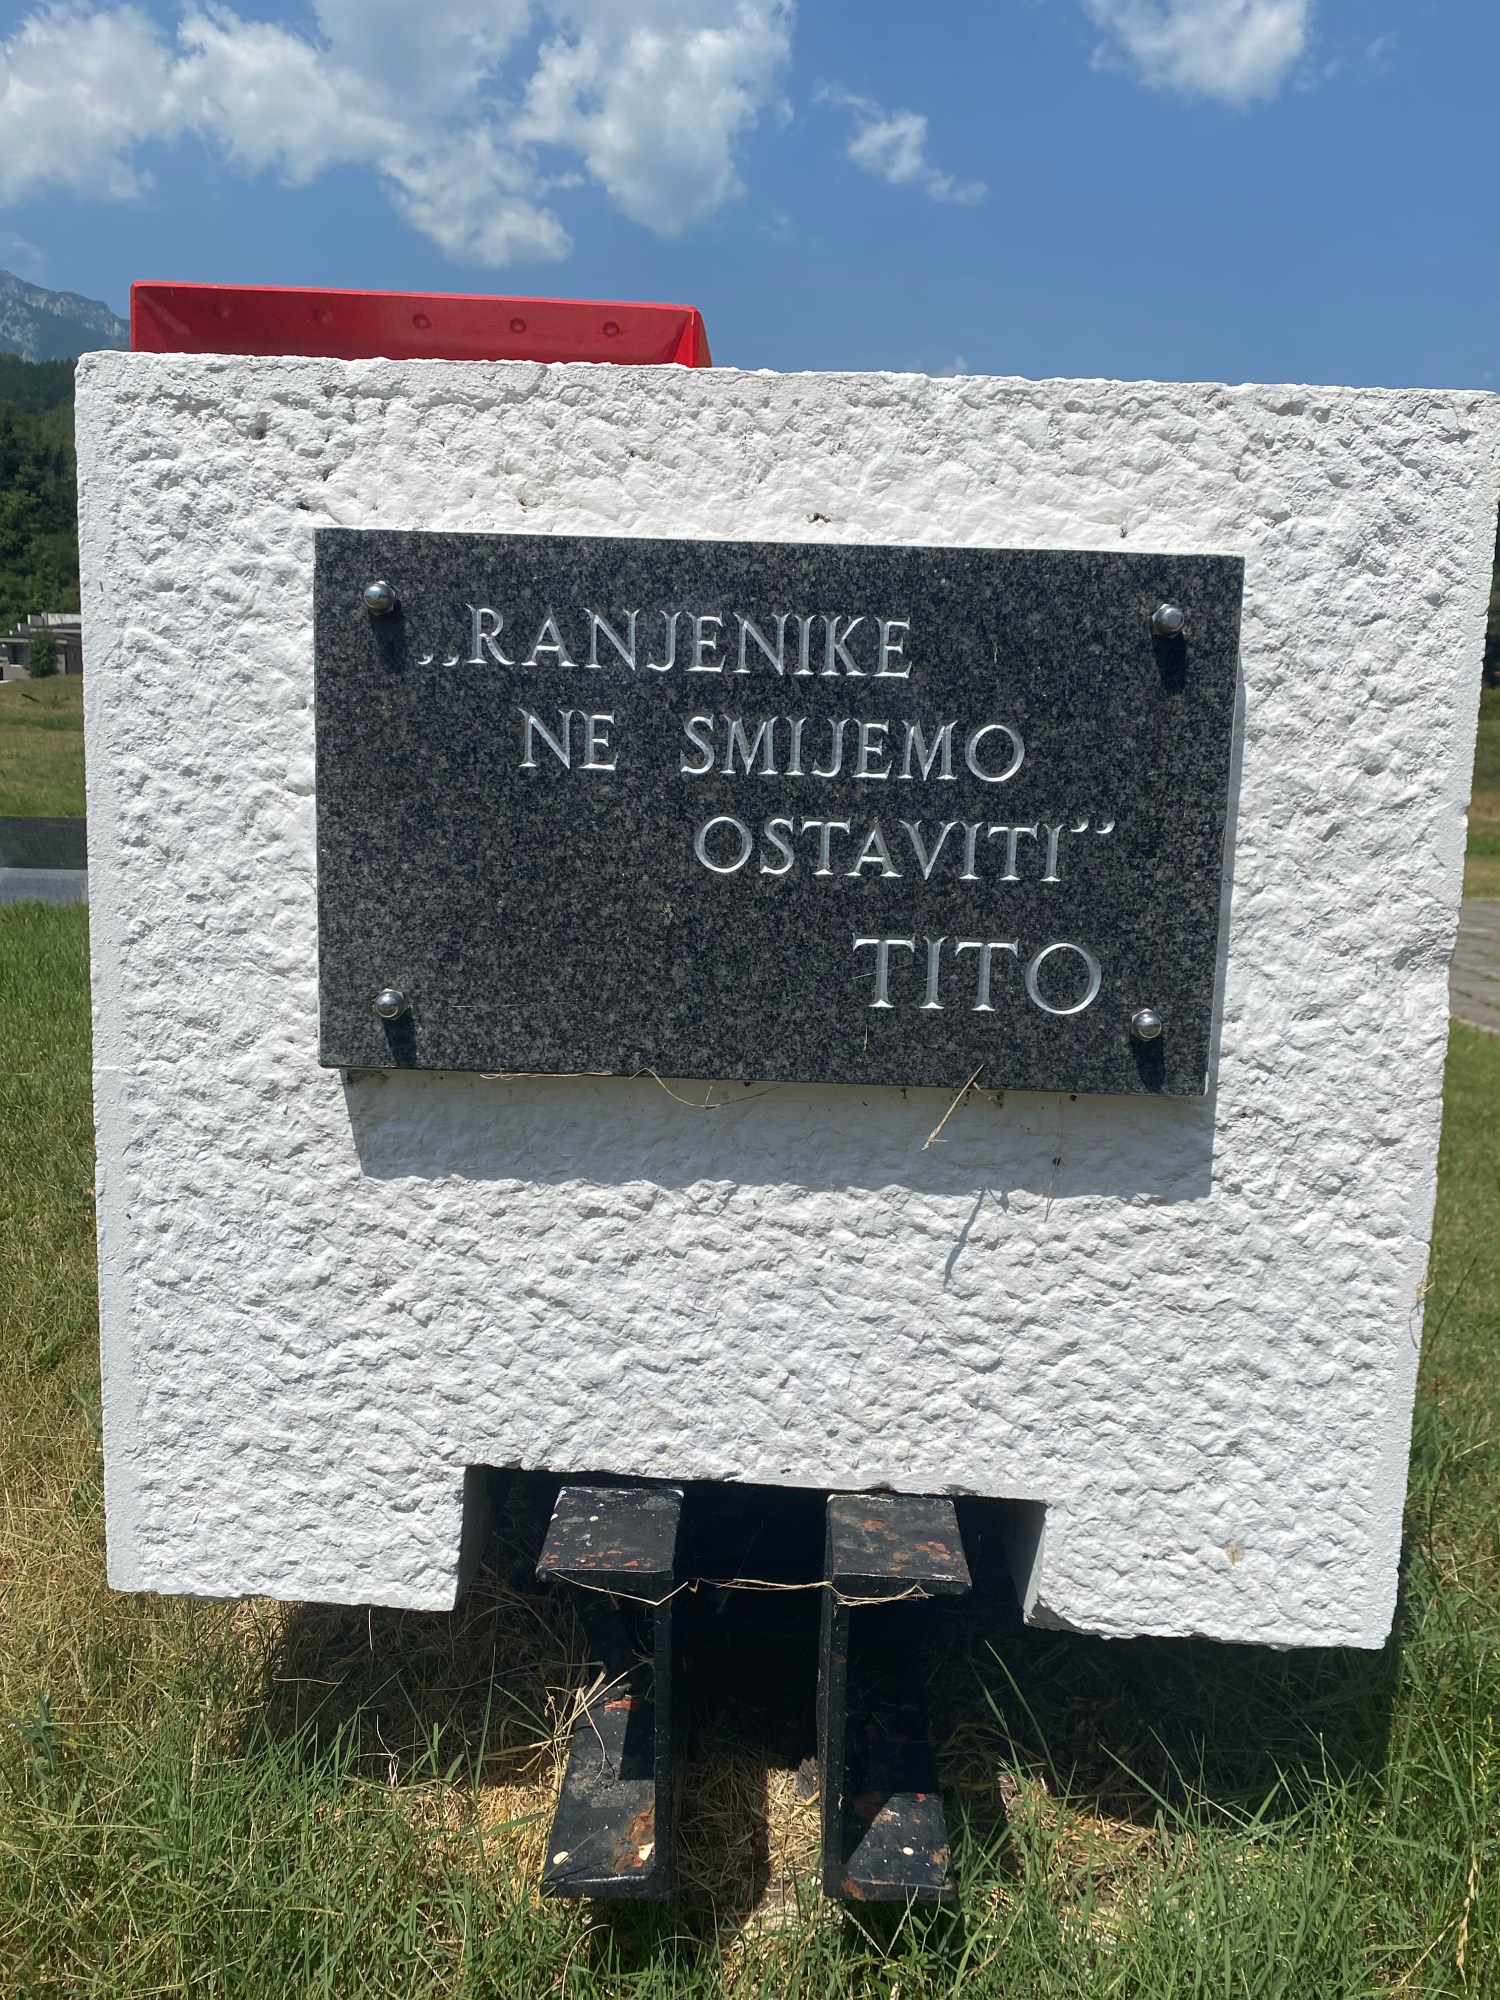 ,,RANJENIKE
NE SMIJEMO
OSTAVITI’’
TITO